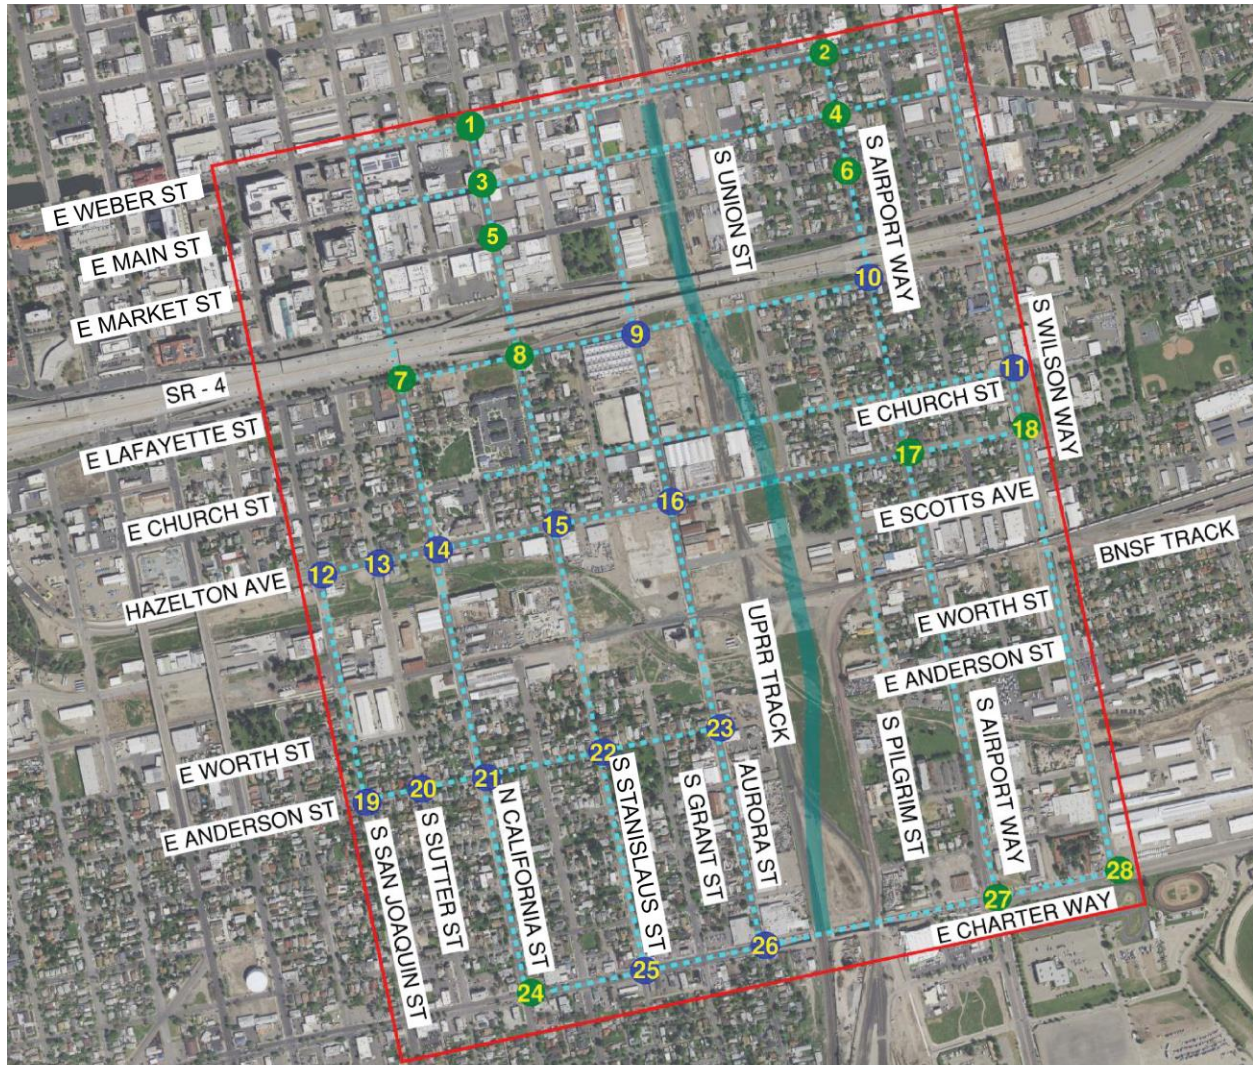 2
1
4
S UNION ST
S AIRPORT WAY
6
3
E WEBER ST
E MAIN ST
5
E MARKET ST
10
9
S WILSON WAY
8
11
7
SR - 4
E CHURCH ST
18
E LAFAYETTE ST
17
16
E SCOTTS AVE
E CHURCH ST
15
14
BNSF TRACK
13
12
HAZELTON AVE
E WORTH ST
UPRR TRACK
E ANDERSON ST
S AIRPORT WAY
S PILGRIM ST
23
22
E WORTH ST
21
20
19
E ANDERSON ST
S SAN JOAQUIN ST
S SUTTER ST
N CALIFORNIA ST
S STANISLAUS ST
S GRANT ST
AURORA ST
28
27
E CHARTER WAY
26
25
24